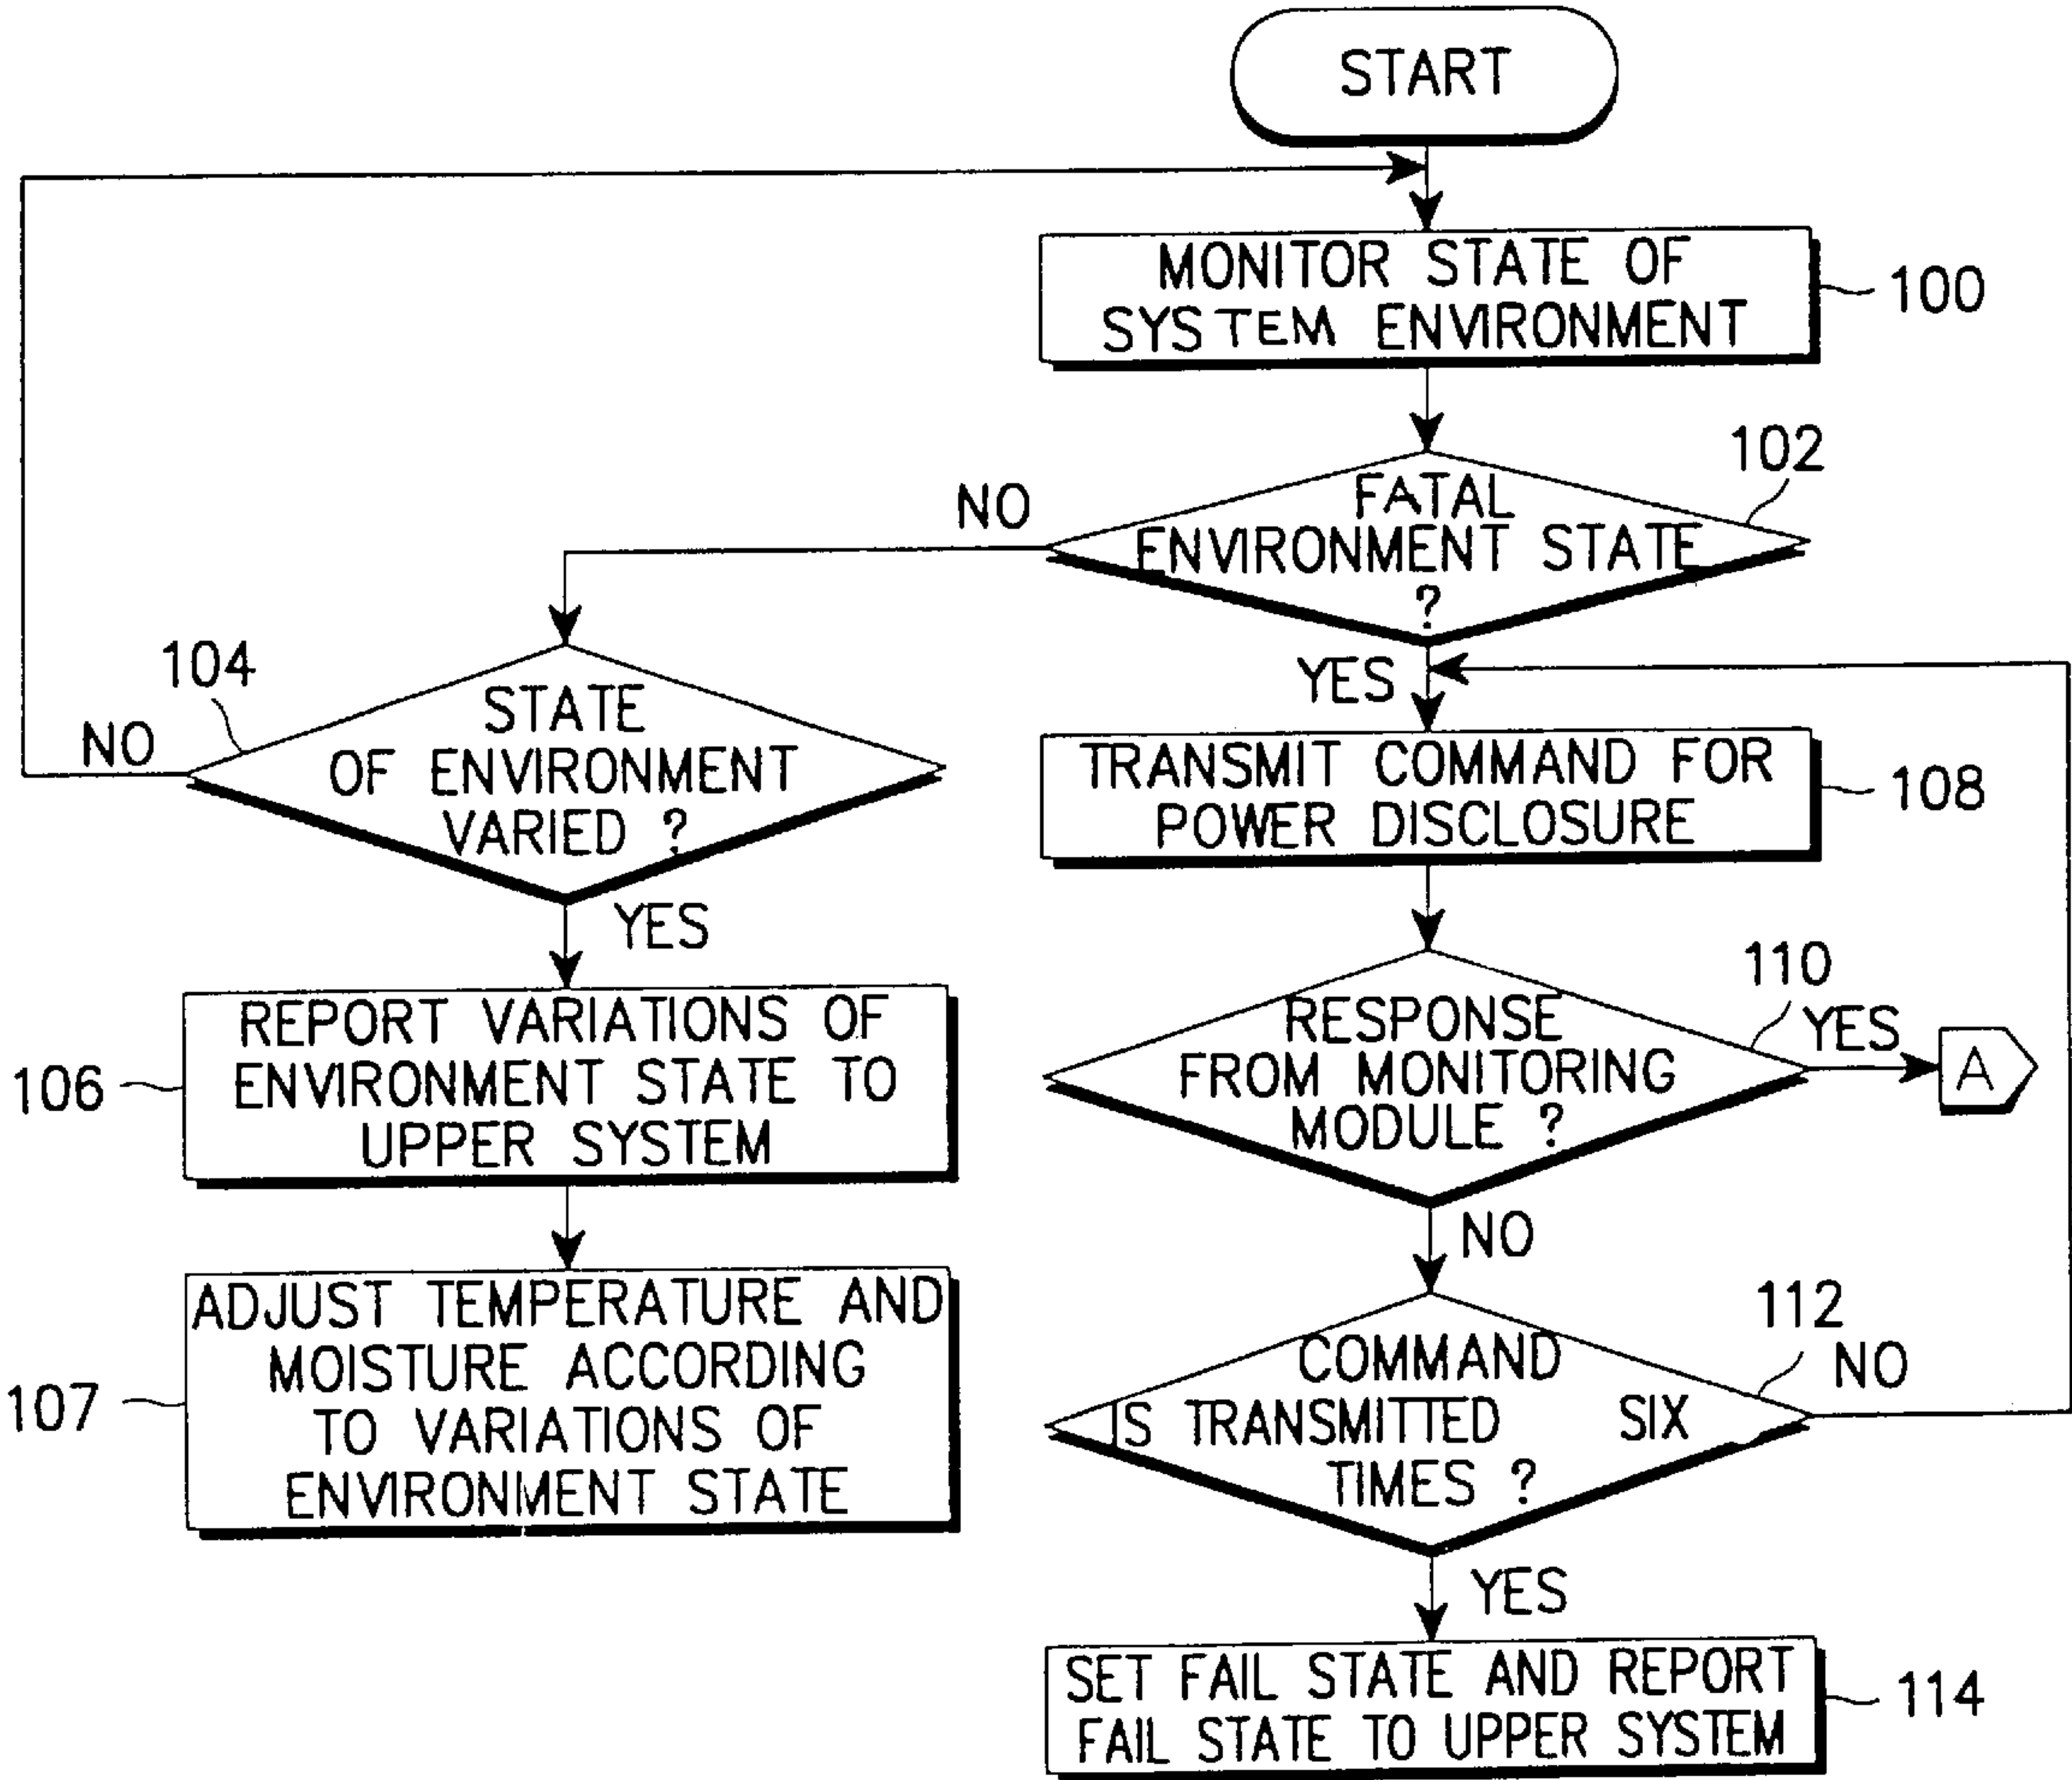 START
MONITOR STATE OF
SYSTEM ENVIRONMENT
100
102
FATAL
ENVIRONMENT STATE
?
NO
YES
104
STATE
OF ENVIRONMENT
VARIED ?
NO
YES
106
REPORT VARIATIONS OF
ENVIRONMENT STATE TO
UPPER SYSTEM
107
ADJUST TEMPERATURE AND
MOISTURE ACCORDING
TO VARIATIONS OF
ENVIRONMENT STATE
TRANSMIT COMMAND FOR
POWER DISCLOSURE
108
110
RESPONSE
FROM MONITORING
MODULE ?
YES
A
NO
112
COMMAND
IS TRANSMITTED SIX
TIMES ?
NO
YES
SET FAIL STATE AND REPORT
FAIL STATE TO UPPER SYSTEM
114